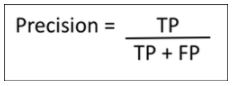 Precision = TP
TP + FP